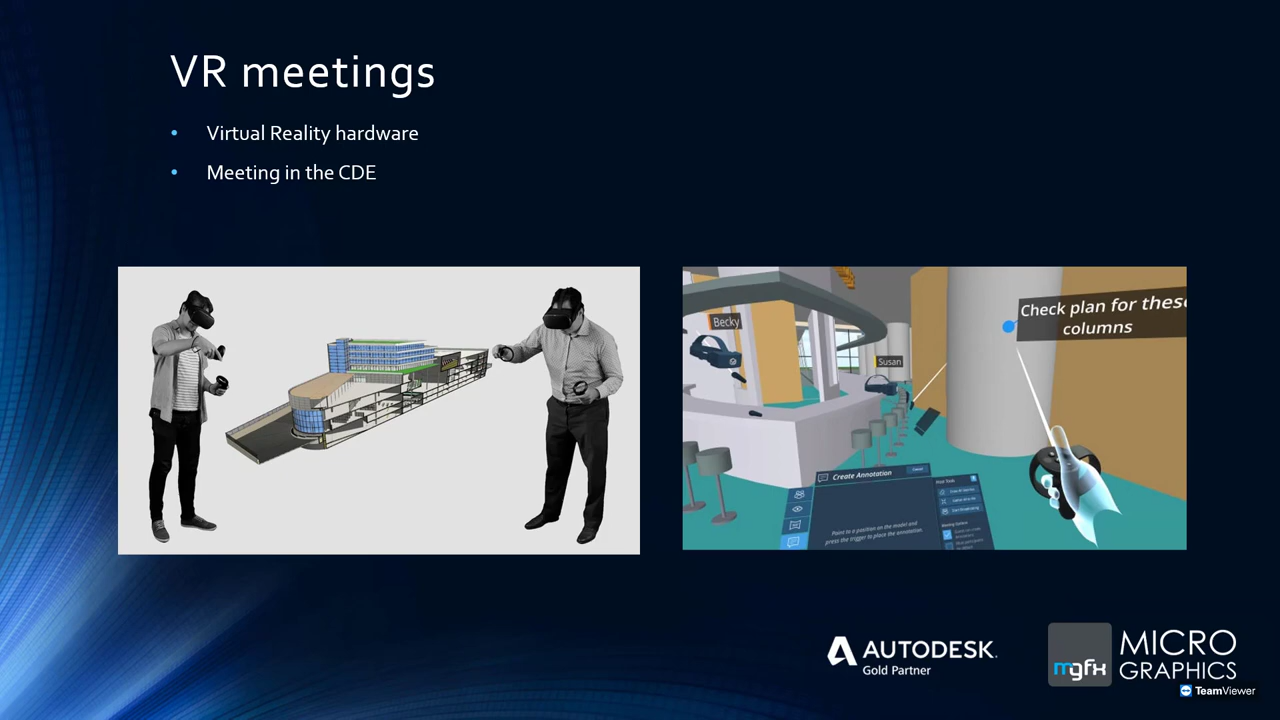 VR meetings
• Virtual Reality hardware
• Meeting in the CDE
Becky
Susan
Check plan for these
columns
Create Annotation
Point to a position on the model and
press the trigger to place the annotation.
AUTODESK.
Gold Partner
mgfx
MICRO
GRAPHICS
TeamViewer